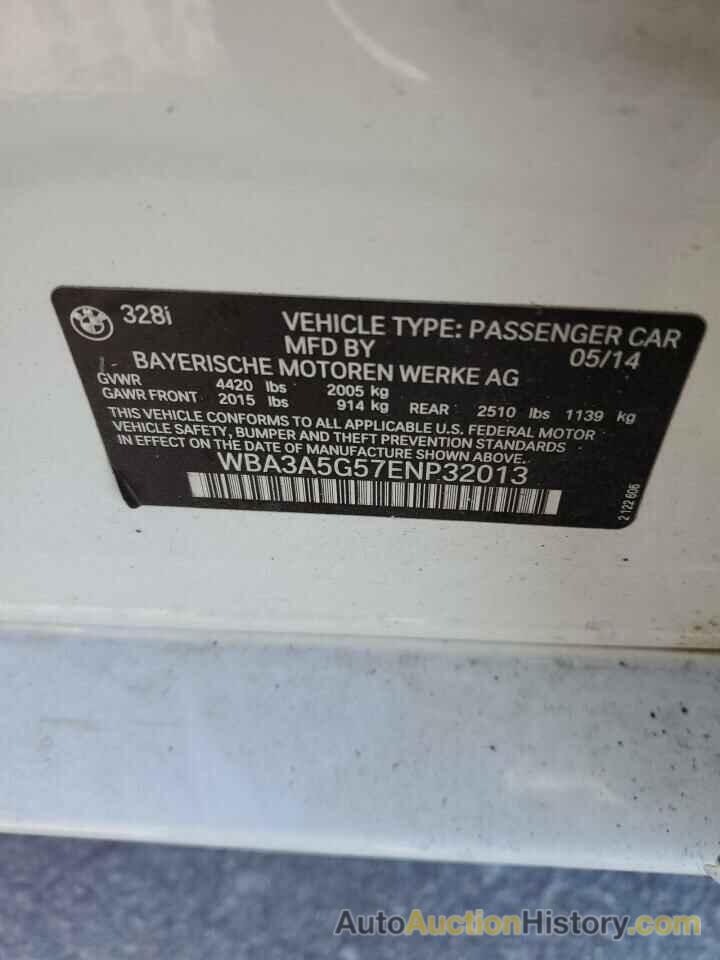 328i
VEHICLE TYPE: PASSENGER CAR
MFD BY 05/14
BAYERISCHE MOTOREN WERKE AG
GVWR 4420 lbs 2005 kg
GAWR FRONT 2015 lbs 914 kg REAR 2510 lbs 1139 kg
THIS VEHICLE CONFORMS TO ALL APPLICABLE U.S. FEDERAL MOTOR
VEHICLE SAFETY, BUMPER AND THEFT PREVENTION STANDARDS
IN EFFECT ON THE DATE OF MANUFACTURE SHOWN ABOVE.
WBA3A5G57ENP32013
2 122 606
AutoAuctionHistory.com